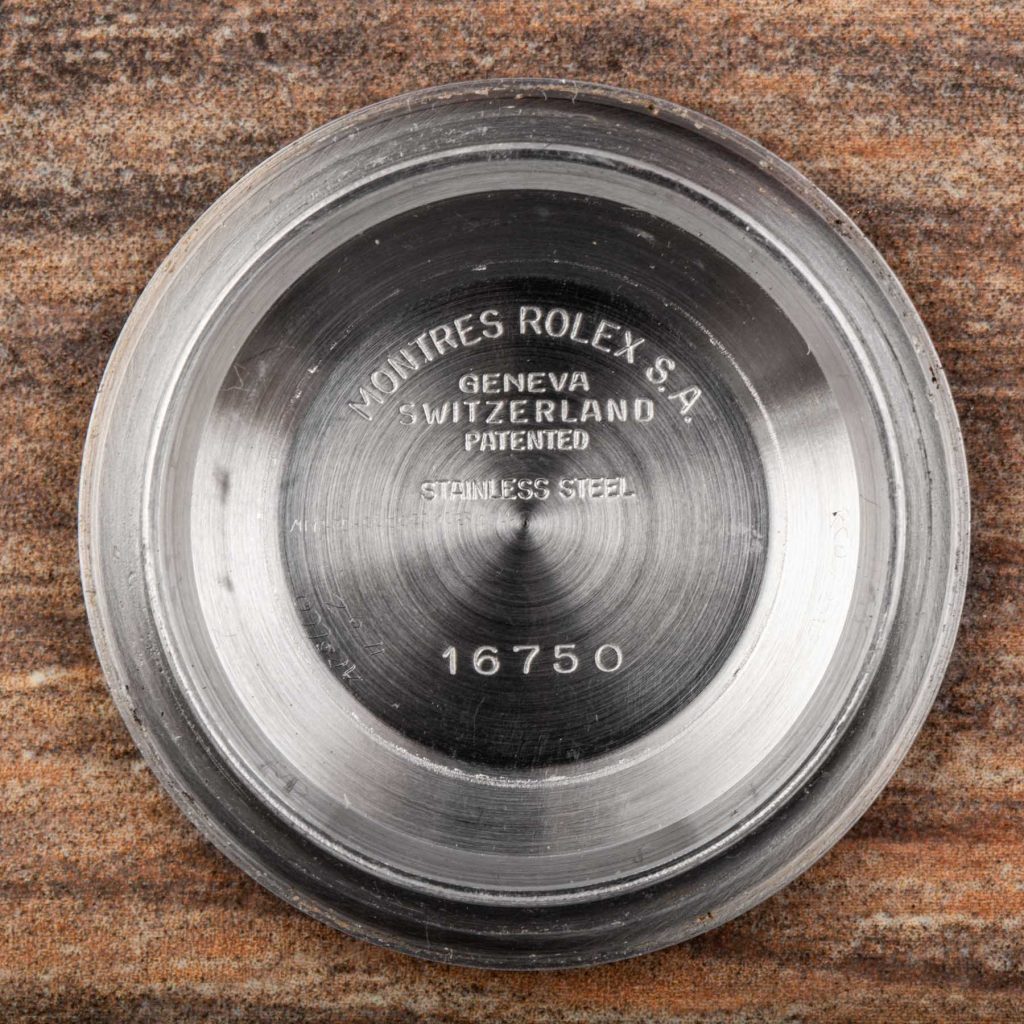 MONTRES ROLEX S.A.
GENEVA
SWITZERLAND
PATENTED
STAINLESS STEEL
16750